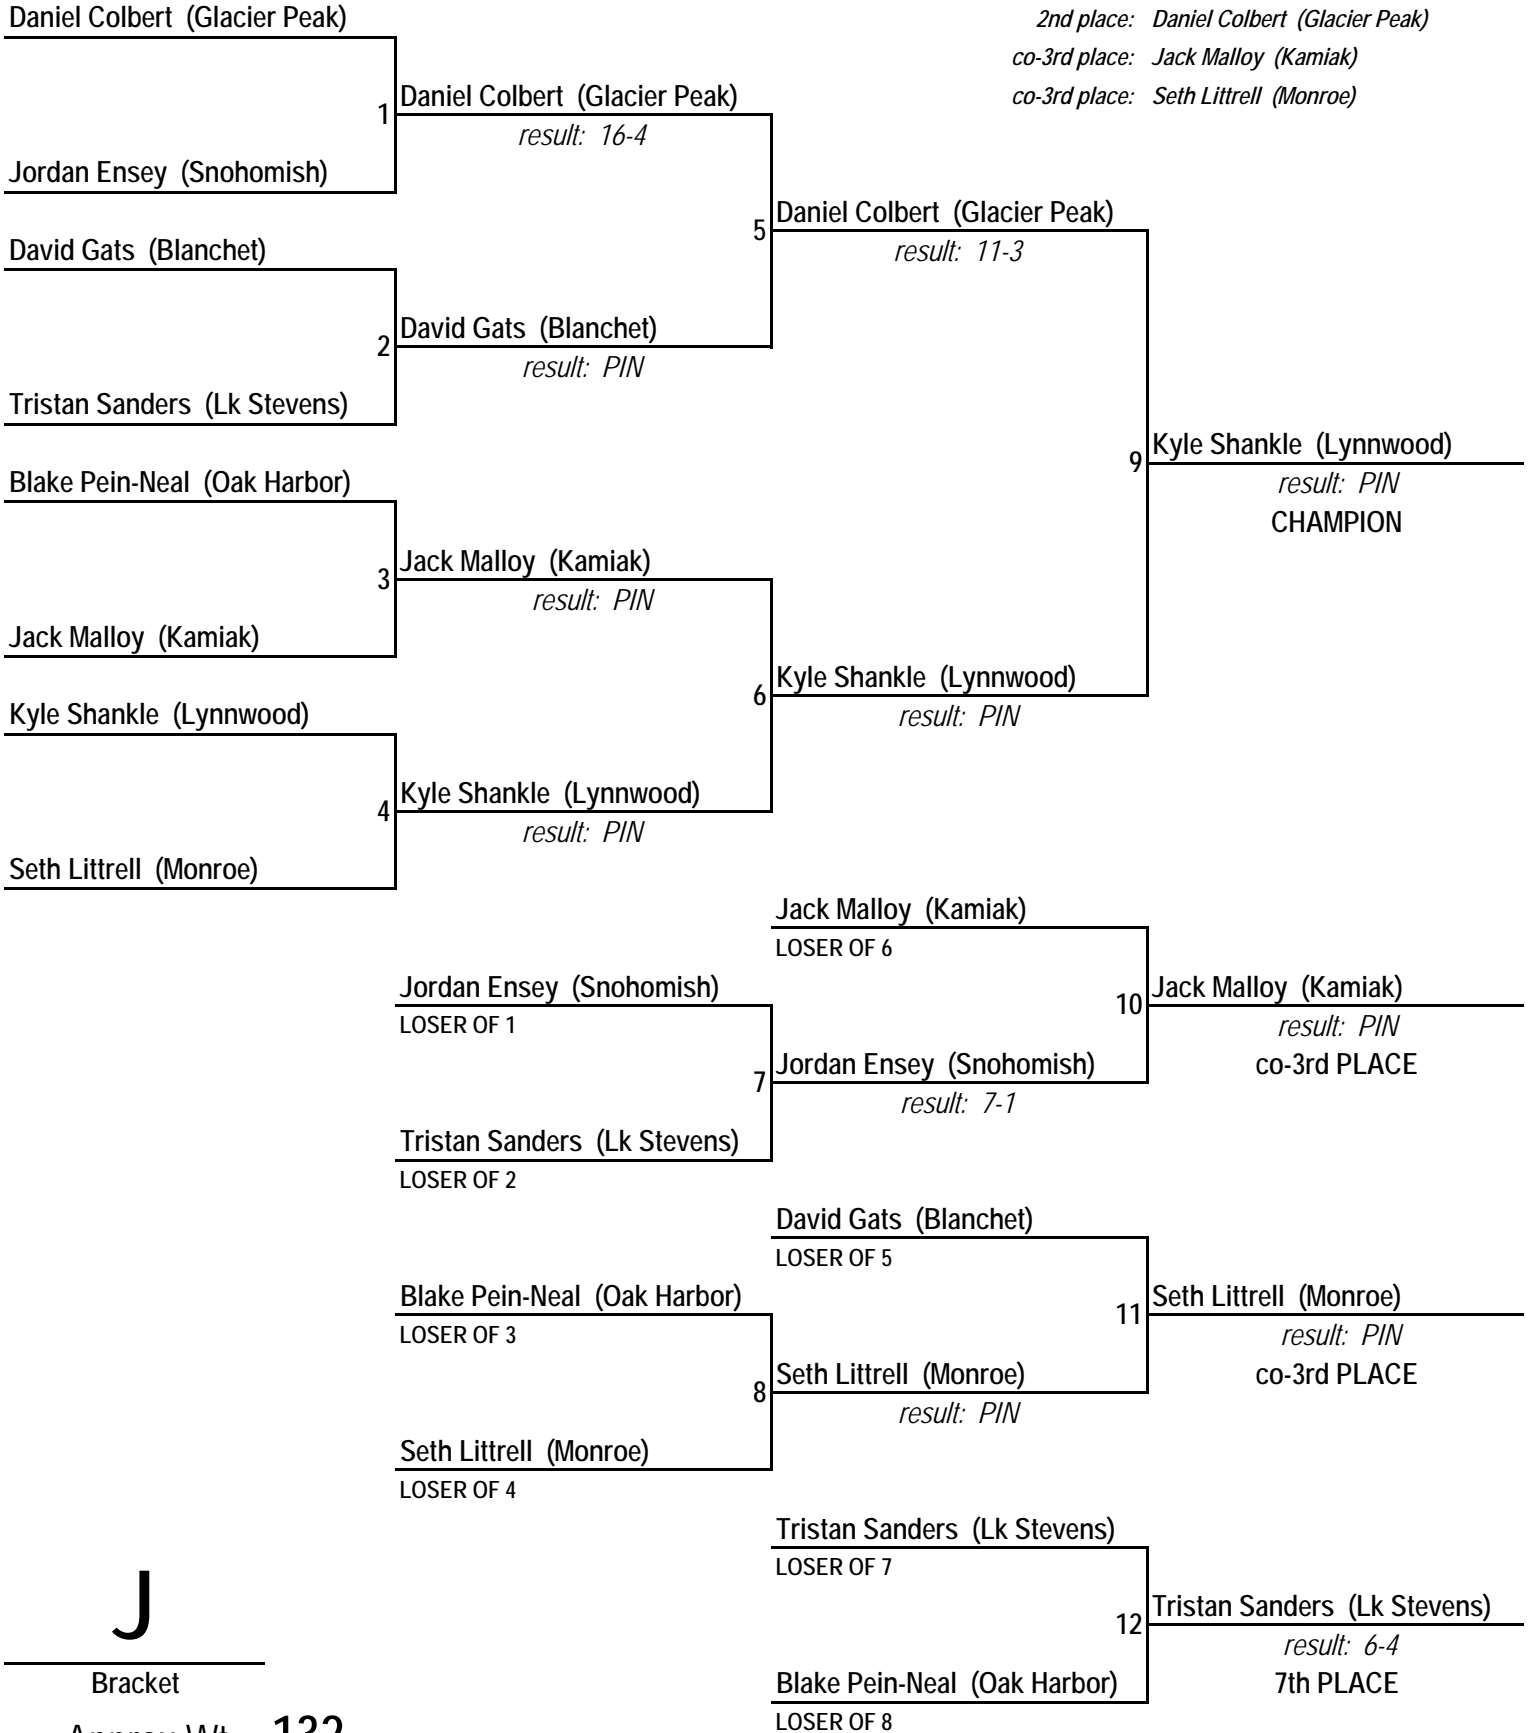 Daniel Colbert (Glacier Peak)
2nd place: Daniel Colbert (Glacier Peak)
co-3rd place: Jack Malloy (Kamiak)
co-3rd place: Seth Littrell (Monroe)
1 Daniel Colbert (Glacier Peak)
result: 16-4
Jordan Ensey (Snohomish)
5 Daniel Colbert (Glacier Peak)
result: 11-3
David Gats (Blanchet)
2 David Gats (Blanchet)
result: PIN
Tristan Sanders (Lk Stevens)
9 Kyle Shankle (Lynnwood)
result: PIN
CHAMPION
Blake Pein-Neal (Oak Harbor)
3 Jack Malloy (Kamiak)
result: PIN
Jack Malloy (Kamiak)
6 Kyle Shankle (Lynnwood)
result: PIN
Kyle Shankle (Lynnwood)
4 Kyle Shankle (Lynnwood)
result: PIN
Seth Littrell (Monroe)
Jack Malloy (Kamiak)
LOSER OF 6
Jordan Ensey (Snohomish)
LOSER OF 1
10 Jack Malloy (Kamiak)
result: PIN
co-3rd PLACE
7 Jordan Ensey (Snohomish)
result: 7-1
Tristan Sanders (Lk Stevens)
LOSER OF 2
David Gats (Blanchet)
LOSER OF 5
Blake Pein-Neal (Oak Harbor)
LOSER OF 3
11 Seth Littrell (Monroe)
result: PIN
co-3rd PLACE
8 Seth Littrell (Monroe)
result: PIN
Seth Littrell (Monroe)
LOSER OF 4
Tristan Sanders (Lk Stevens)
LOSER OF 7
12 Tristan Sanders (Lk Stevens)
result: 6-4
7th PLACE
Blake Pein-Neal (Oak Harbor)
LOSER OF 8
J
Bracket
Approx Wt 132